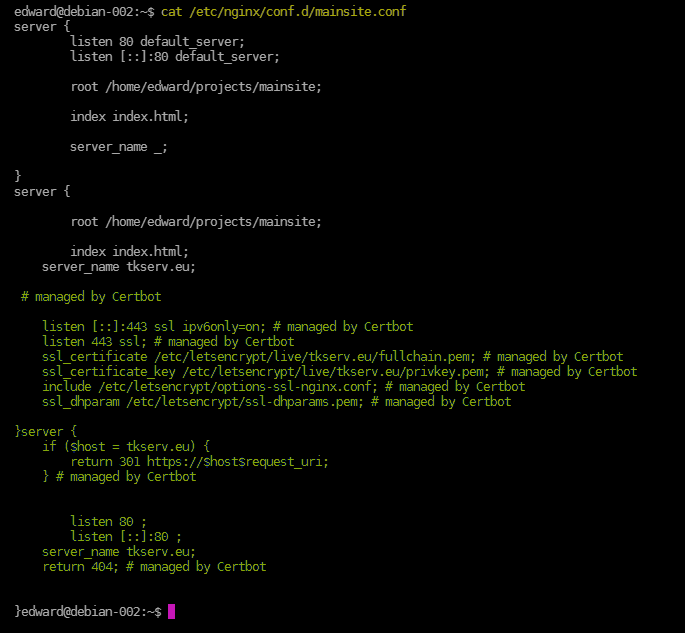 edward@debian-002:~$ cat /etc/nginx/conf.d/mainsite.conf
server {
listen 80 default_server;
listen [::]:80 default_server;
root /home/edward/projects/mainsite;
index index.html;
server_name _;
}
server {
root /home/edward/projects/mainsite;
index index.html;
server_name tkserv.eu;
# managed by Certbot
listen [::]:443 ssl ipv6only=on; # managed by Certbot
listen 443 ssl; # managed by Certbot
ssl_certificate /etc/letsencrypt/live/tkserv.eu/fullchain.pem; # managed by Certbot
ssl_certificate_key /etc/letsencrypt/live/tkserv.eu/privkey.pem; # managed by Certbot
include /etc/letsencrypt/options-ssl-nginx.conf; # managed by Certbot
ssl_dhparam /etc/letsencrypt/ssl-dhparams.pem; # managed by Certbot
}server {
if ($host = tkserv.eu) {
return 301 https://$host$request_uri;
} # managed by Certbot
listen 80 ;
listen [::]:80 ;
server_name tkserv.eu;
return 404; # managed by Certbot
}edward@debian-002:~$